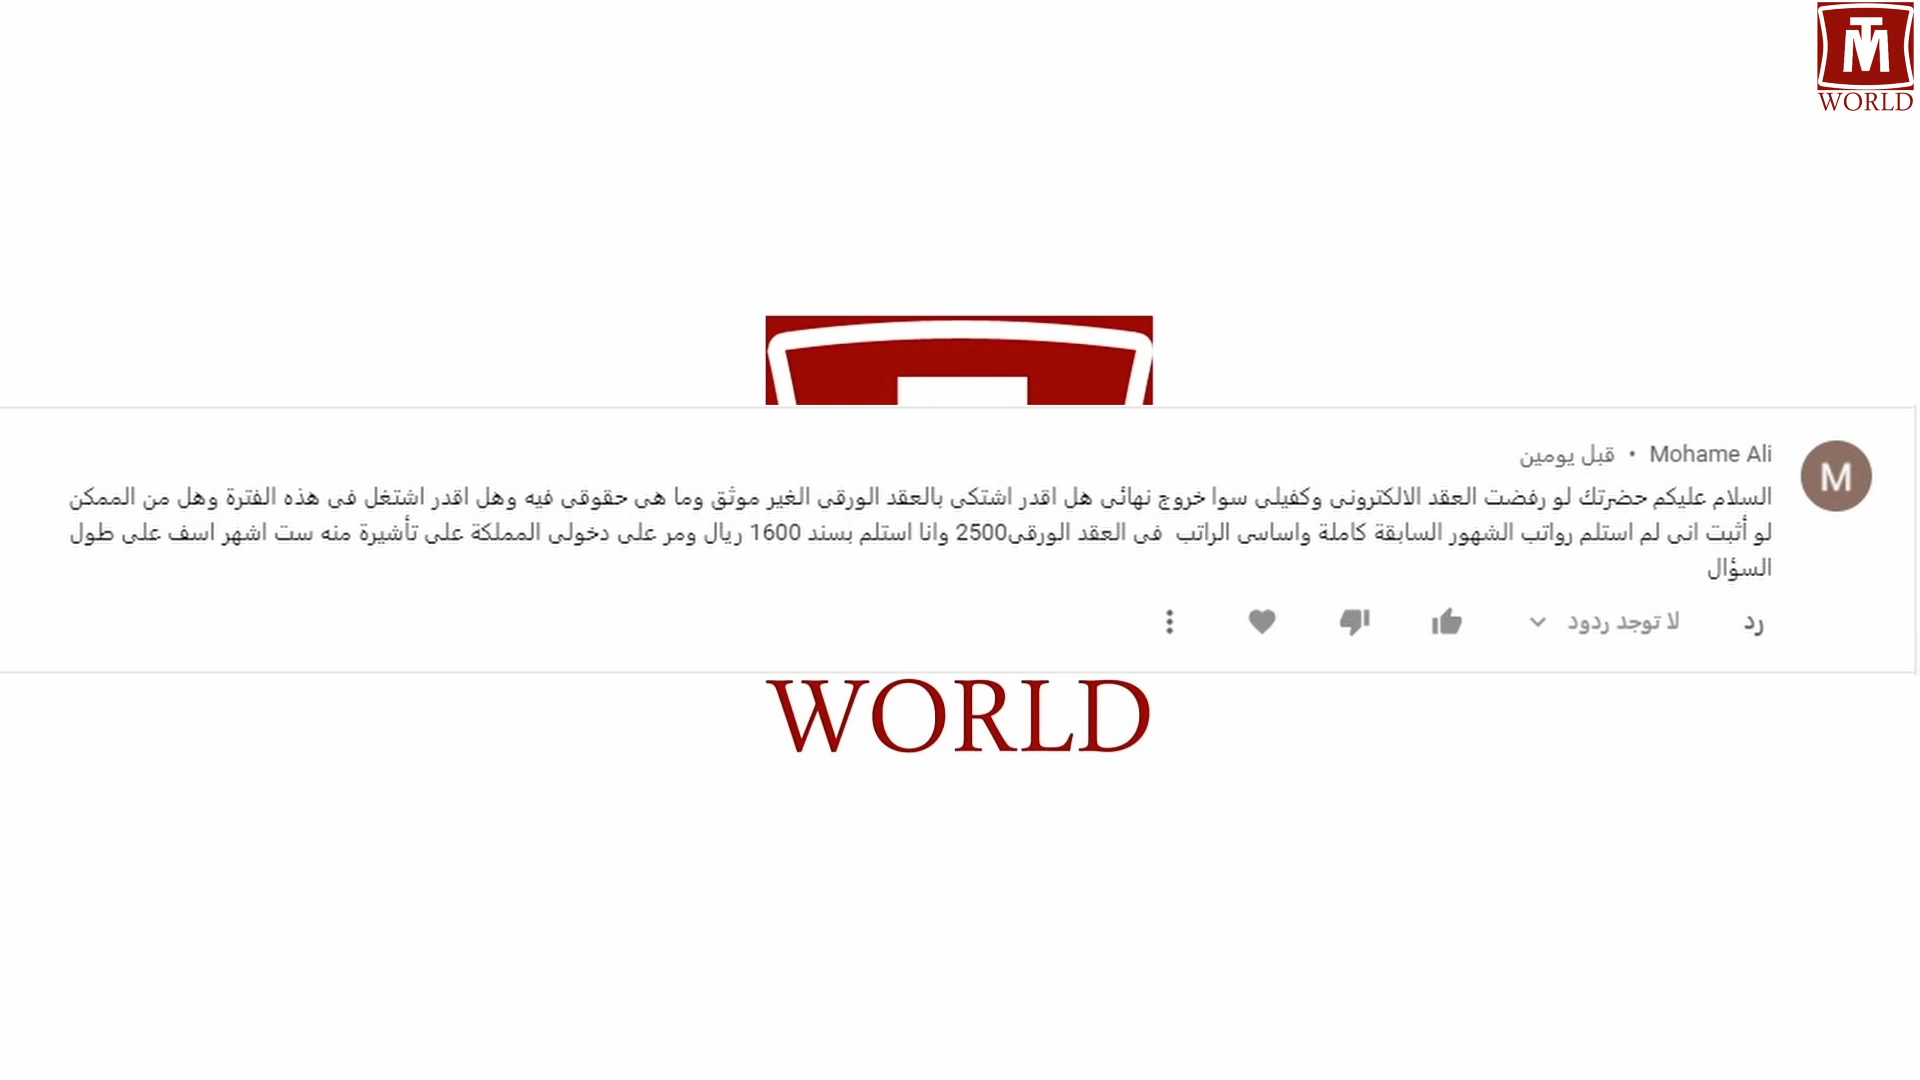 TM
WORLD
Mohame Ali • قبل يومين
M
السلام عليكم حضرتك لو رفضت العقد الالكترونى وكفيلى سوا خروج نهائى هل اقدر اشتكى بالعقد الورقى الغير موثق وما هى حقوقى فيه وهل اقدر اشتغل فى هذه الفترة وهل من الممكن
لو أثبت انى لم استلم رواتب الشهور السابقة كاملة واساسى الراتب فى العقد الورقى2500 وانا استلم بسند 1600 ريال ومر على دخولى المملكة على تأشيرة منه ست اشهر اسف على طول
السؤال
رد لا توجد ردود
WORLD